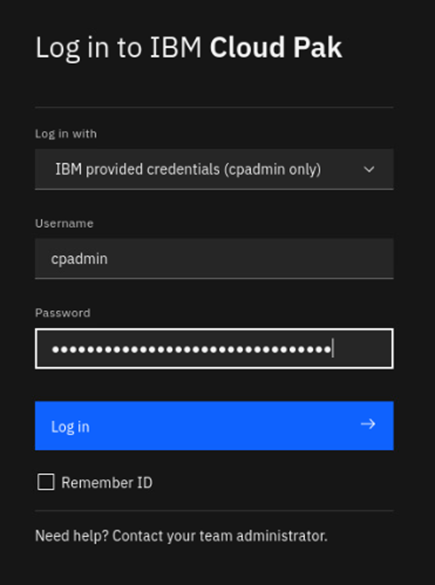 Log in to IBM Cloud Pak
Log in with
IBM provided credentials (cpadmin only)
Username
cpadmin
Password
••••••••••••••••••••••••••••••••
Log in
Remember ID
Need help? Contact your team administrator.